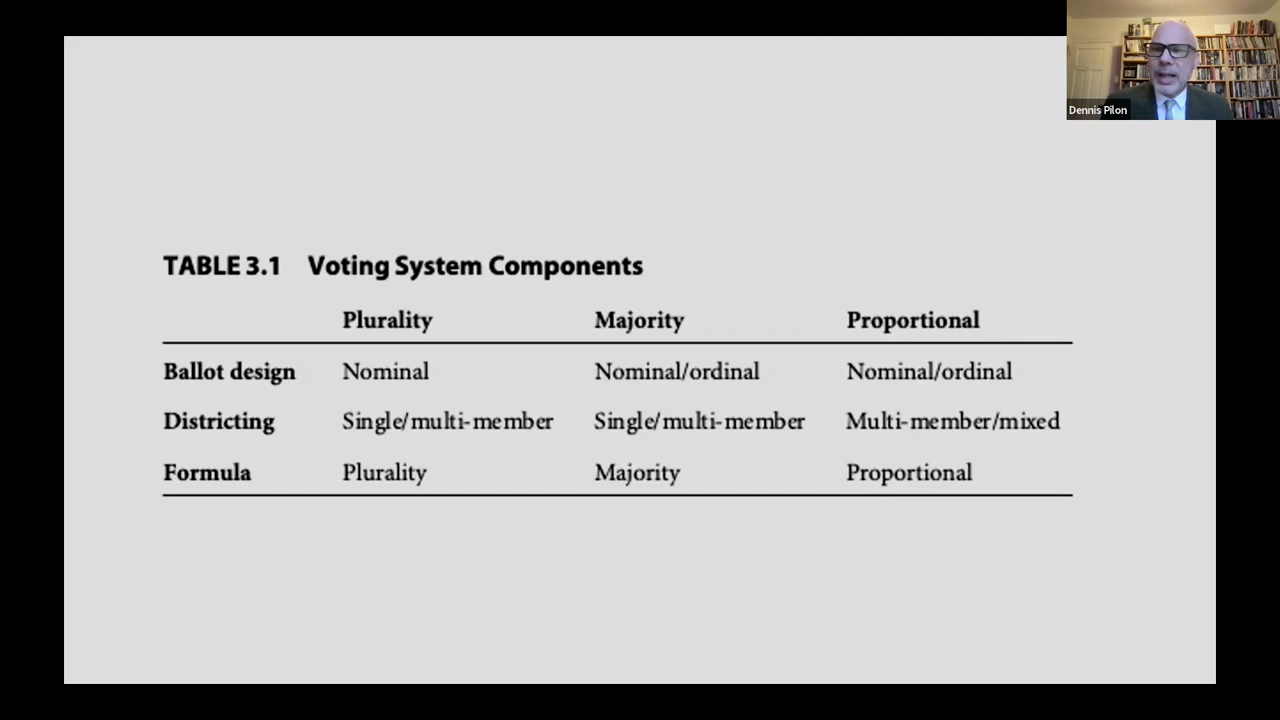 Dennis Pilon
TABLE 3.1 Voting System Components
Plurality Majority Proportional
Ballot design Nominal Nominal/ordinal Nominal/ordinal
Districting Single/multi-member Single/multi-member Multi-member/mixed
Formula Plurality Majority Proportional